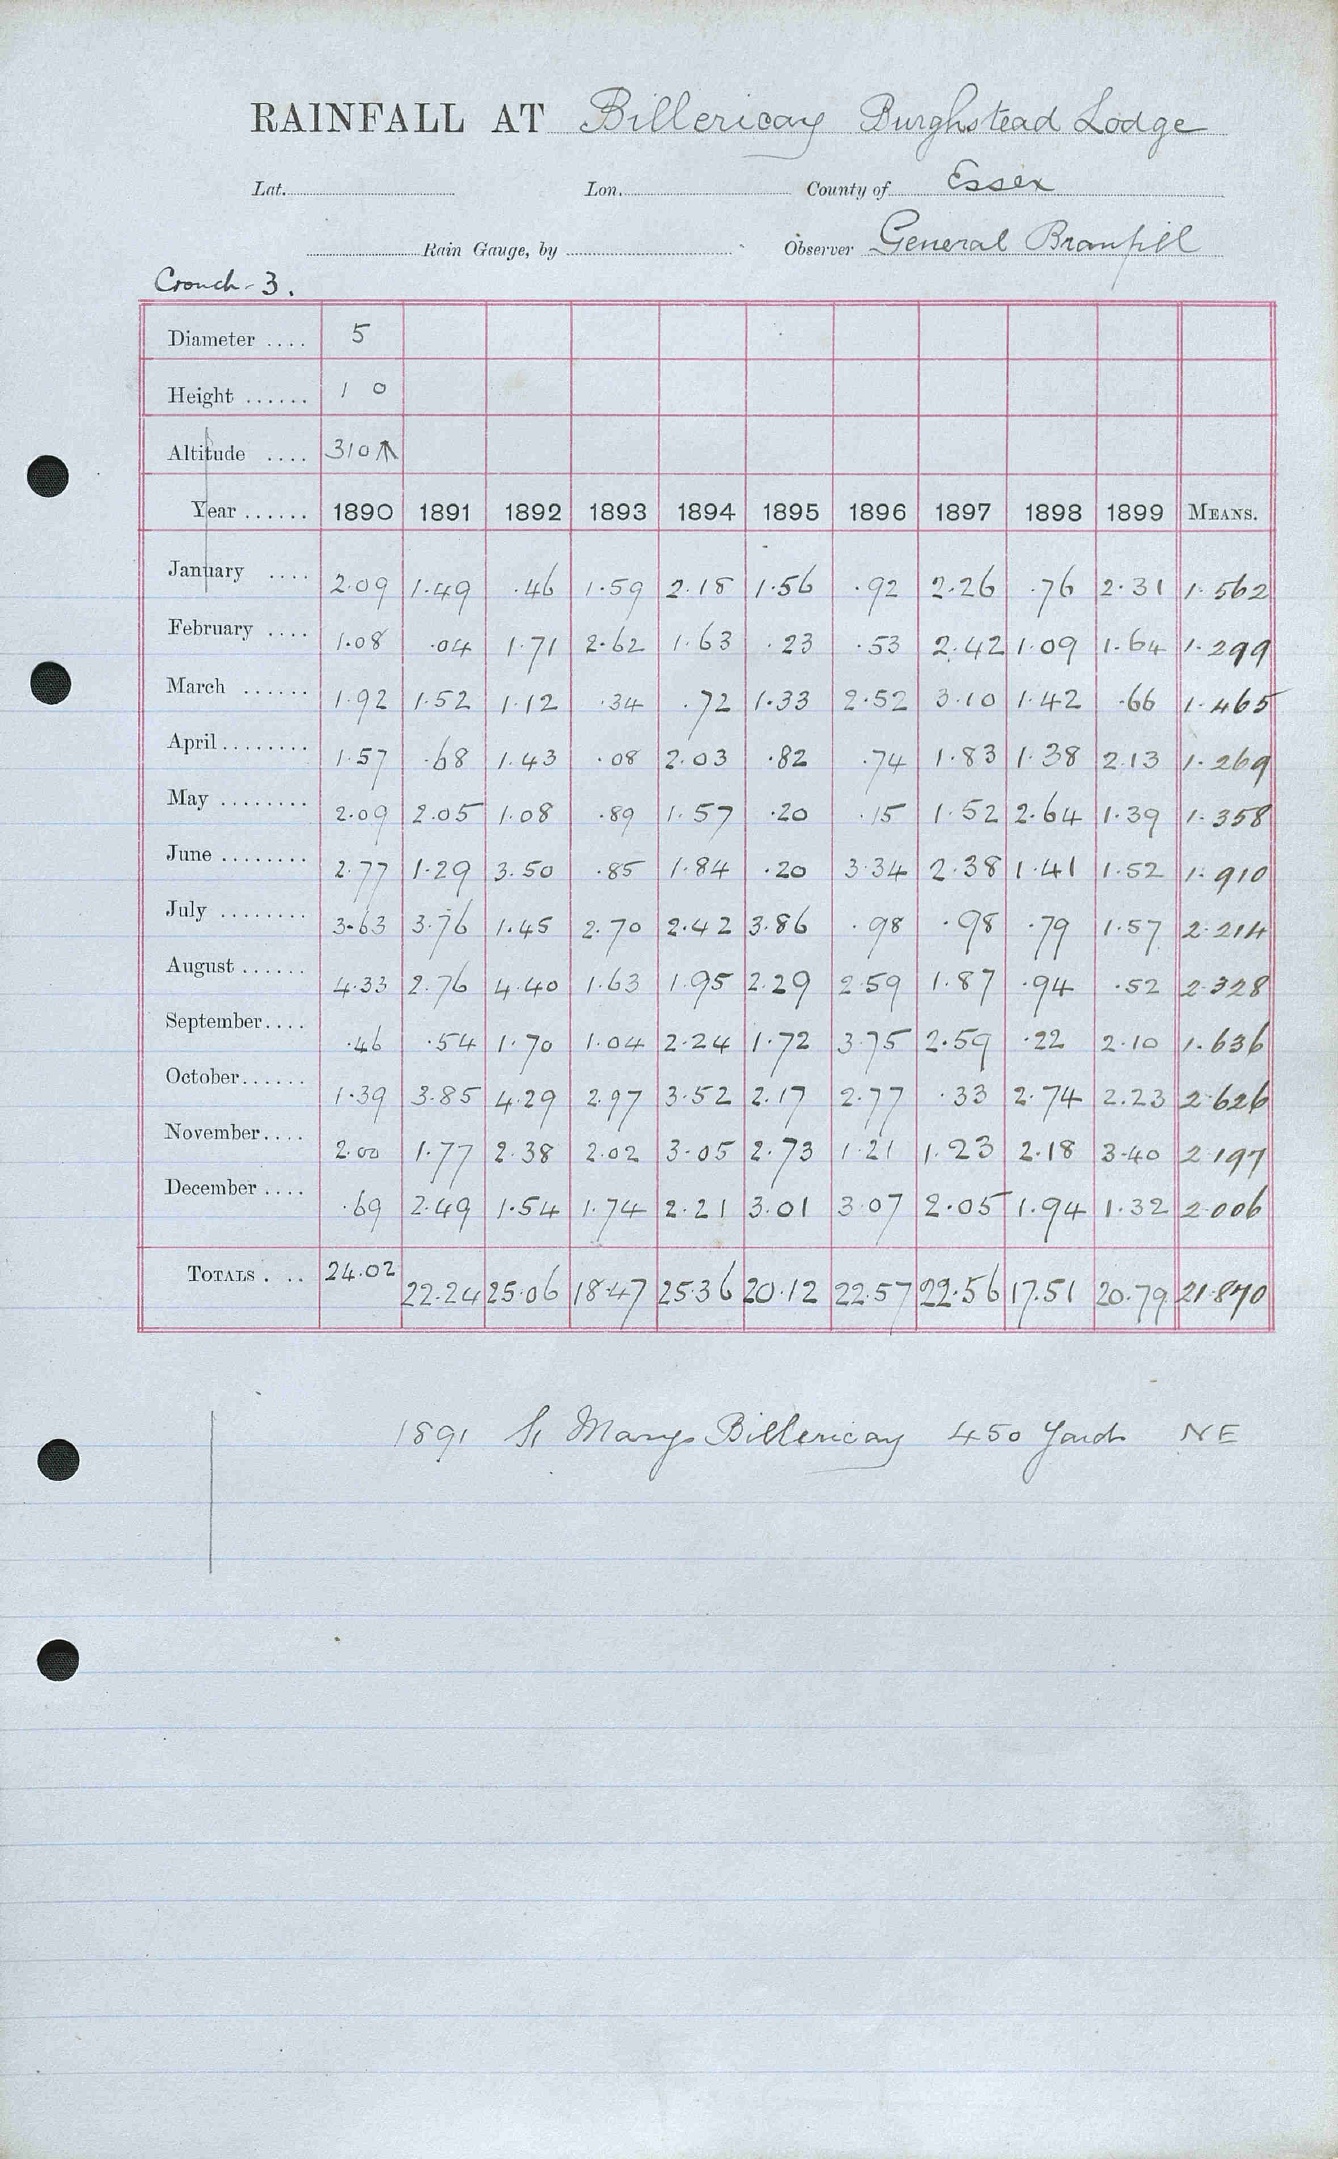 RAINFALL AT Billericay Burghstead Lodge
Lat. Lon. County of Essex
Rain Gauge, by Observer General Branfill
Crouch - 3.
Diameter .... 5
Height ...... 1 0
Altitude .... 310
Year ...... 1890 1891 1892 1893 1894 1895 1896 1897 1898 1899 MEANS.
January .... 2.09 1.49 .46 1.59 2.18 1.56 .92 2.26 .76 2.31 1.562
February .... 1.08 .04 1.71 2.62 1.63 .23 .53 2.42 1.09 1.64 1.299
March ...... 1.92 1.52 1.12 .34 .72 1.33 2.52 3.10 1.42 .66 1.465
April ........ 1.57 .68 1.43 .08 2.03 .82 .74 1.83 1.38 2.13 1.269
May ........ 2.09 2.05 1.08 .89 1.57 .20 .15 1.52 2.64 1.39 1.358
June ........ 2.77 1.29 3.50 .85 1.84 .20 3.34 2.38 1.41 1.52 1.910
July ........ 3.63 3.76 1.45 2.70 2.42 3.86 .98 .98 .79 1.57 2.214
August ...... 4.33 2.76 4.40 1.63 1.95 2.29 2.59 1.87 .94 .52 2.328
September .... .46 .54 1.70 1.04 2.24 1.72 3.75 2.59 .22 2.10 1.636
October ...... 1.39 3.85 4.29 2.97 3.52 2.17 2.77 .33 2.74 2.23 2.626
November .... 2.00 1.77 2.38 2.02 3.05 2.73 1.21 1.23 2.18 3.40 2.197
December .... .69 2.49 1.54 1.74 2.21 3.01 3.07 2.05 1.94 1.32 2.006
TOTALS . .. 24.02 22.24 25.06 18.47 25.36 20.12 22.57 22.56 17.51 20.79 21.870
1891 St Marys Billericay 450 Yards NE